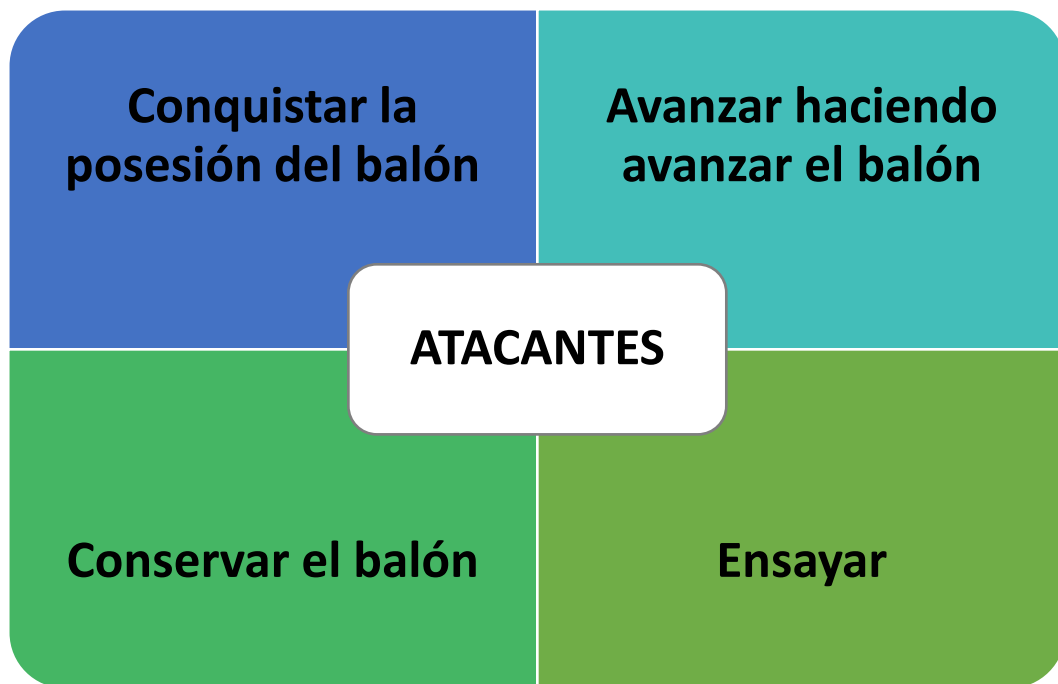 Conquistar la
posesión del balón
Avanzar haciendo
avanzar el balón
ATACANTES
Conservar el balón
Ensayar